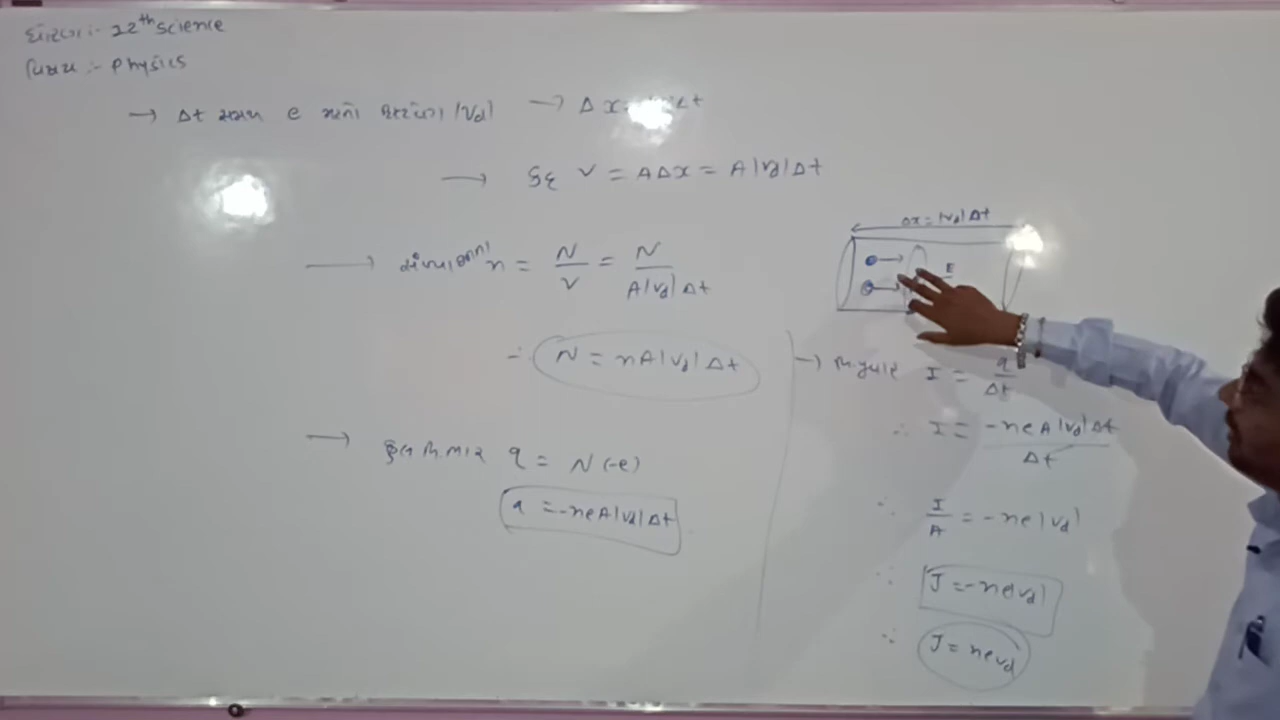 ધોરણ :- 12th Science
વિષય :- Physics
→ Δt સમય e |vd| → Δx
→ કદ V = AΔx = A|vd|Δt
Δx = |vd|Δt
→ n = N/V = N/A|vd|Δt
E
∴ N = nA|vd|Δt
→ I = q/Δt
∴ I = -neA|vd|Δt/Δt
→ કુલ વિ.ભાર q = N(-e)
q = -neA|vd|Δt
∴ I/A = -ne|vd|
∴ J = -ne|vd|
∴ J = nevd